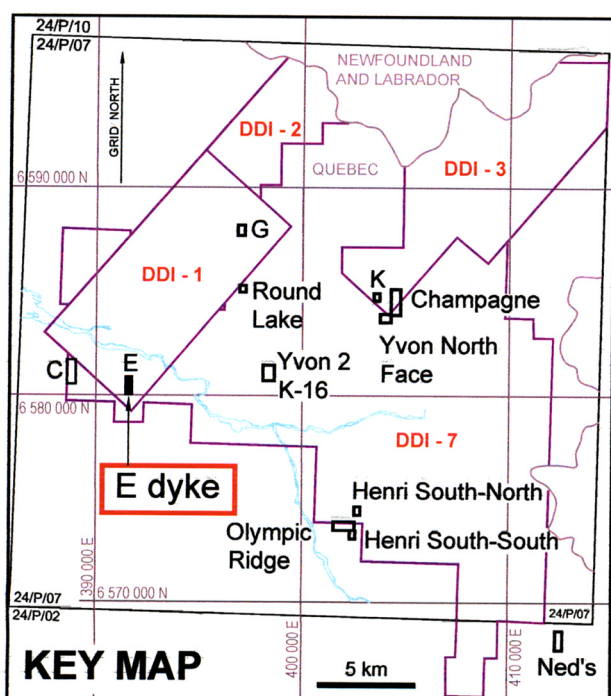 24/P/10
24/P/07
NEWFOUNDLAND
AND LABRADOR
GRID NORTH
DDI - 2
QUEBEC
DDI - 3
6 590 000 N
G
DDI - 1
K
Round
Lake
Champagne
Yvon North
Face
C
E
Yvon 2
K-16
6 580 000 N
DDI - 7
E dyke
Henri South-North
Olympic
Ridge
Henri South-South
390 000 E
6 570 000 N
24/P/07
24/P/02
24/P/07
400 000 E
410 000 E
KEY MAP
5 km
Ned's